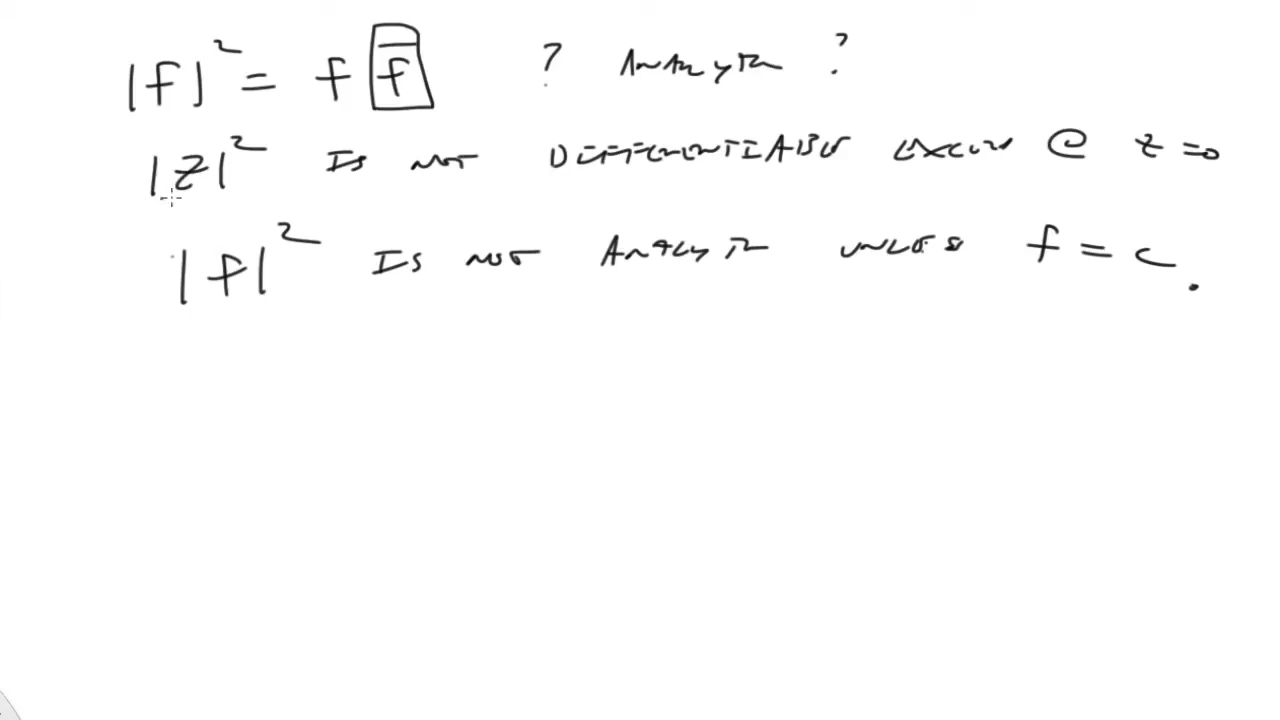 |f|² = f f̅ ? ANALYTIC ?
|z|² IS NOT DIFFERENTIABLE EXCEPT @ z = 0
|f|² IS NOT ANALYTIC UNLESS f = c.